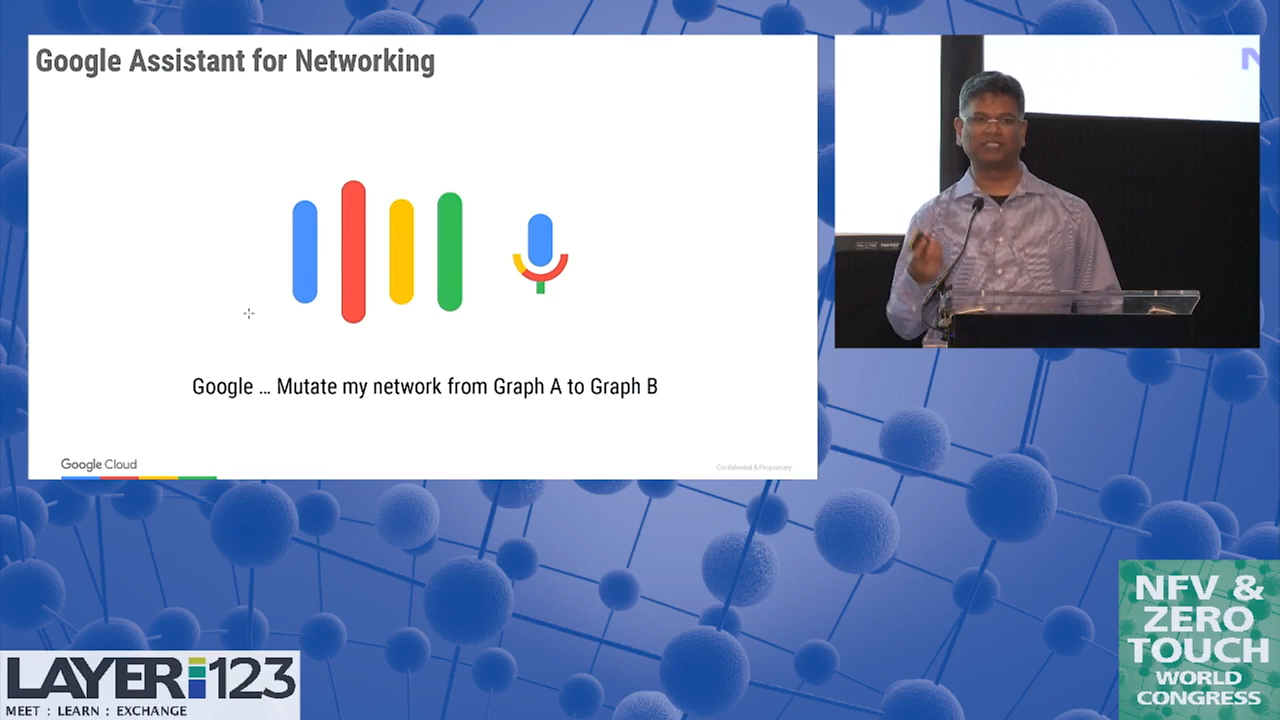 Google Assistant for Networking
Google ... Mutate my network from Graph A to Graph B
Google Cloud
Confidential & Proprietary
LAYER123
MEET : LEARN : EXCHANGE
NFV &
ZERO
TOUCH
WORLD
CONGRESS